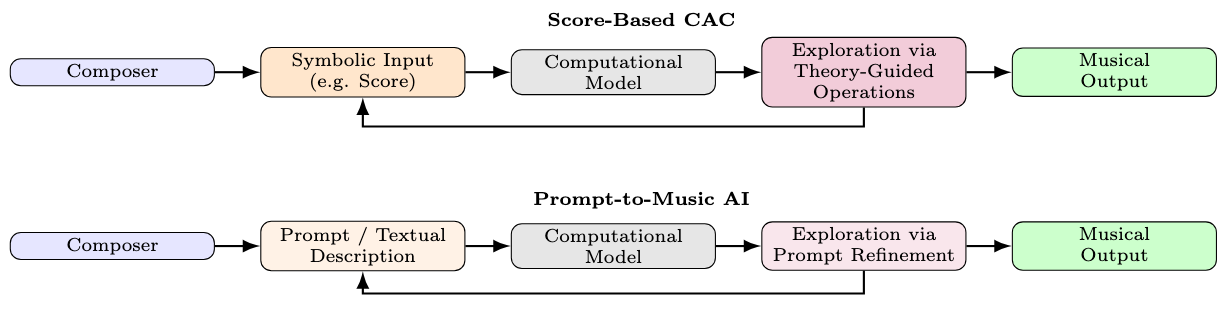 Score-Based CAC
Composer
Symbolic Input
(e.g. Score)
Computational
Model
Exploration via
Theory-Guided
Operations
Musical
Output
Prompt-to-Music AI
Composer
Prompt / Textual
Description
Computational
Model
Exploration via
Prompt Refinement
Musical
Output